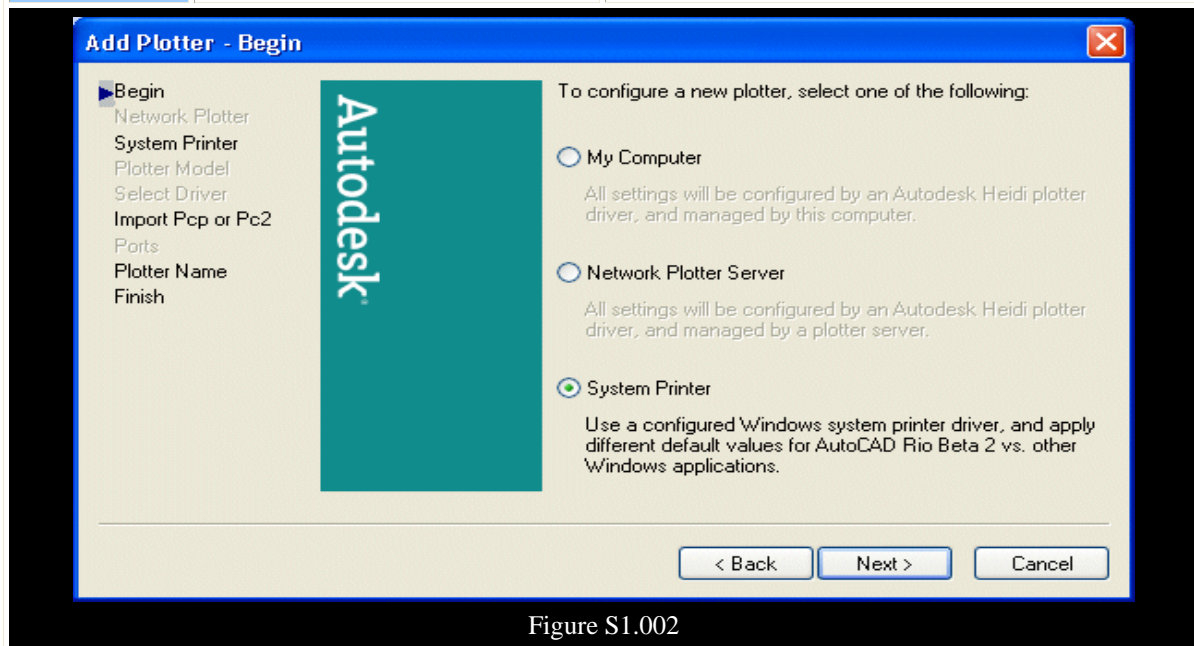 Add Plotter - Begin
Begin
Network Plotter
System Printer
Plotter Model
Select Driver
Import Pcp or Pc2
Ports
Plotter Name
Finish
Autodesk
To configure a new plotter, select one of the following:
My Computer
All settings will be configured by an Autodesk Heidi plotter
driver, and managed by this computer.
Network Plotter Server
All settings will be configured by an Autodesk Heidi plotter
driver, and managed by a plotter server.
System Printer
Use a configured Windows system printer driver, and apply
different default values for AutoCAD Rio Beta 2 vs. other
Windows applications.
< Back
Next >
Cancel
Figure S1.002